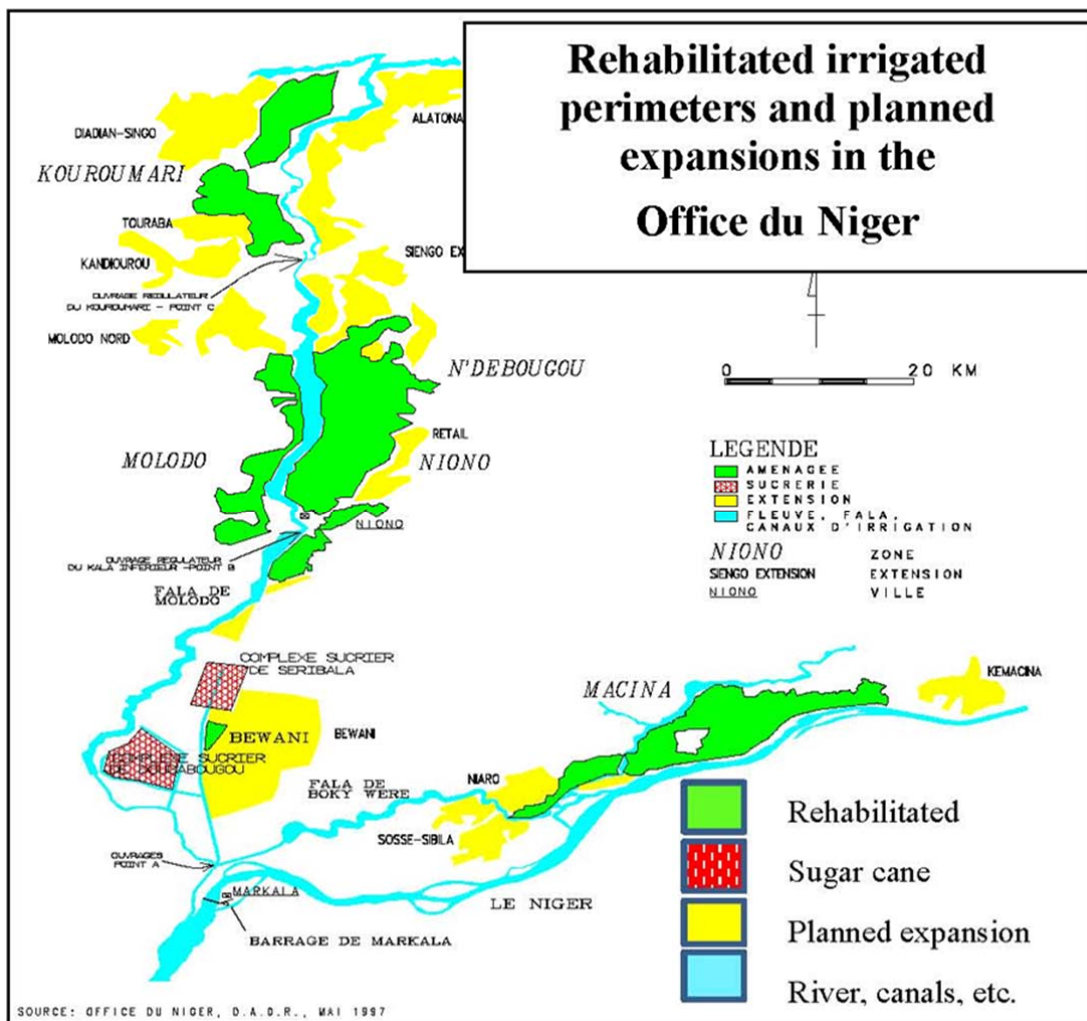 Rehabilitated irrigated
perimeters and planned
expansions in the
Office du Niger
DIADIAN-SINGO
ALATONA
KOUROUMARI
TOURABA
KANDIOUROU
SIENGO EX
OUVRAGE REGULATEUR
DU KOUROUMARI - POINT C
MOLODO NORD
N'DEBOUGOU
0 20 KM
RETAIL
MOLODO
NIONO
LEGENDE
AMENAGEE
SUCRERIE
EXTENSION
FLEUVE, FALA,
CANAUX D'IRRIGATION
NIONO ZONE
SIENGO EXTENSION EXTENSION
NIONO VILLE
NIONO
OUVRAGE REGULATEUR
DU KALA INFERIEUR -POINT B
FALA DE
MOLODO
COMPLEXE SUCRIER
DE SERIBALA
MACINA
KEMACINA
BEWANI
BEWANI
COMPLEXE SUCRIER
DE DOUGABOUGOU
FALA DE
BOKY WERE
NIARO
SOSSE-SIBILA
OUVRAGES
POINT A
MARKALA
LE NIGER
BARRAGE DE MARKALA
Rehabilitated
Sugar cane
Planned expansion
River, canals, etc.
SOURCE: OFFICE DU NIGER, D.A.D.R., MAI 1997